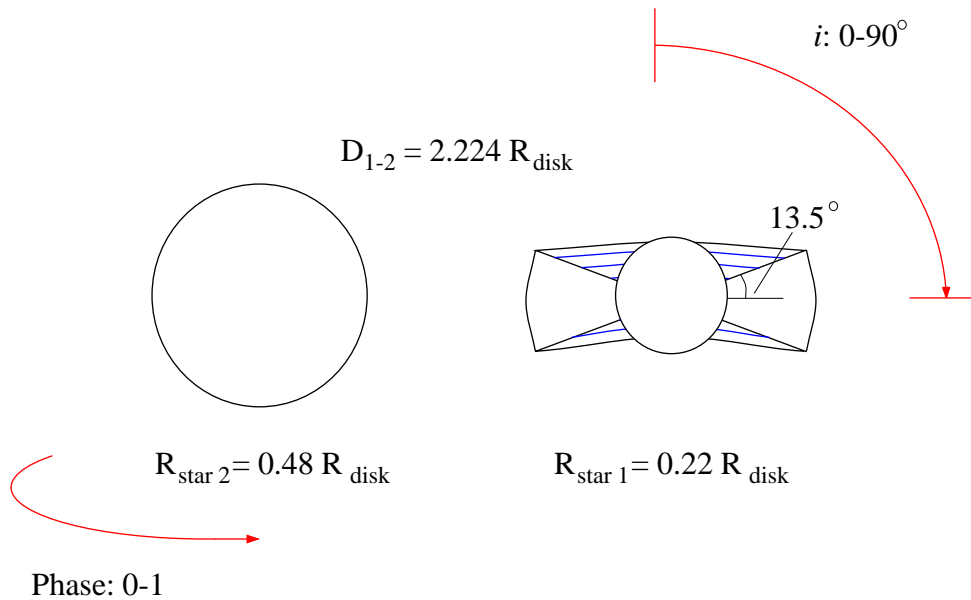 i: 0-90°
D1-2 = 2.224 Rdisk
13.5°
Rstar 2= 0.48 R disk
Rstar 1= 0.22 R disk
Phase: 0-1